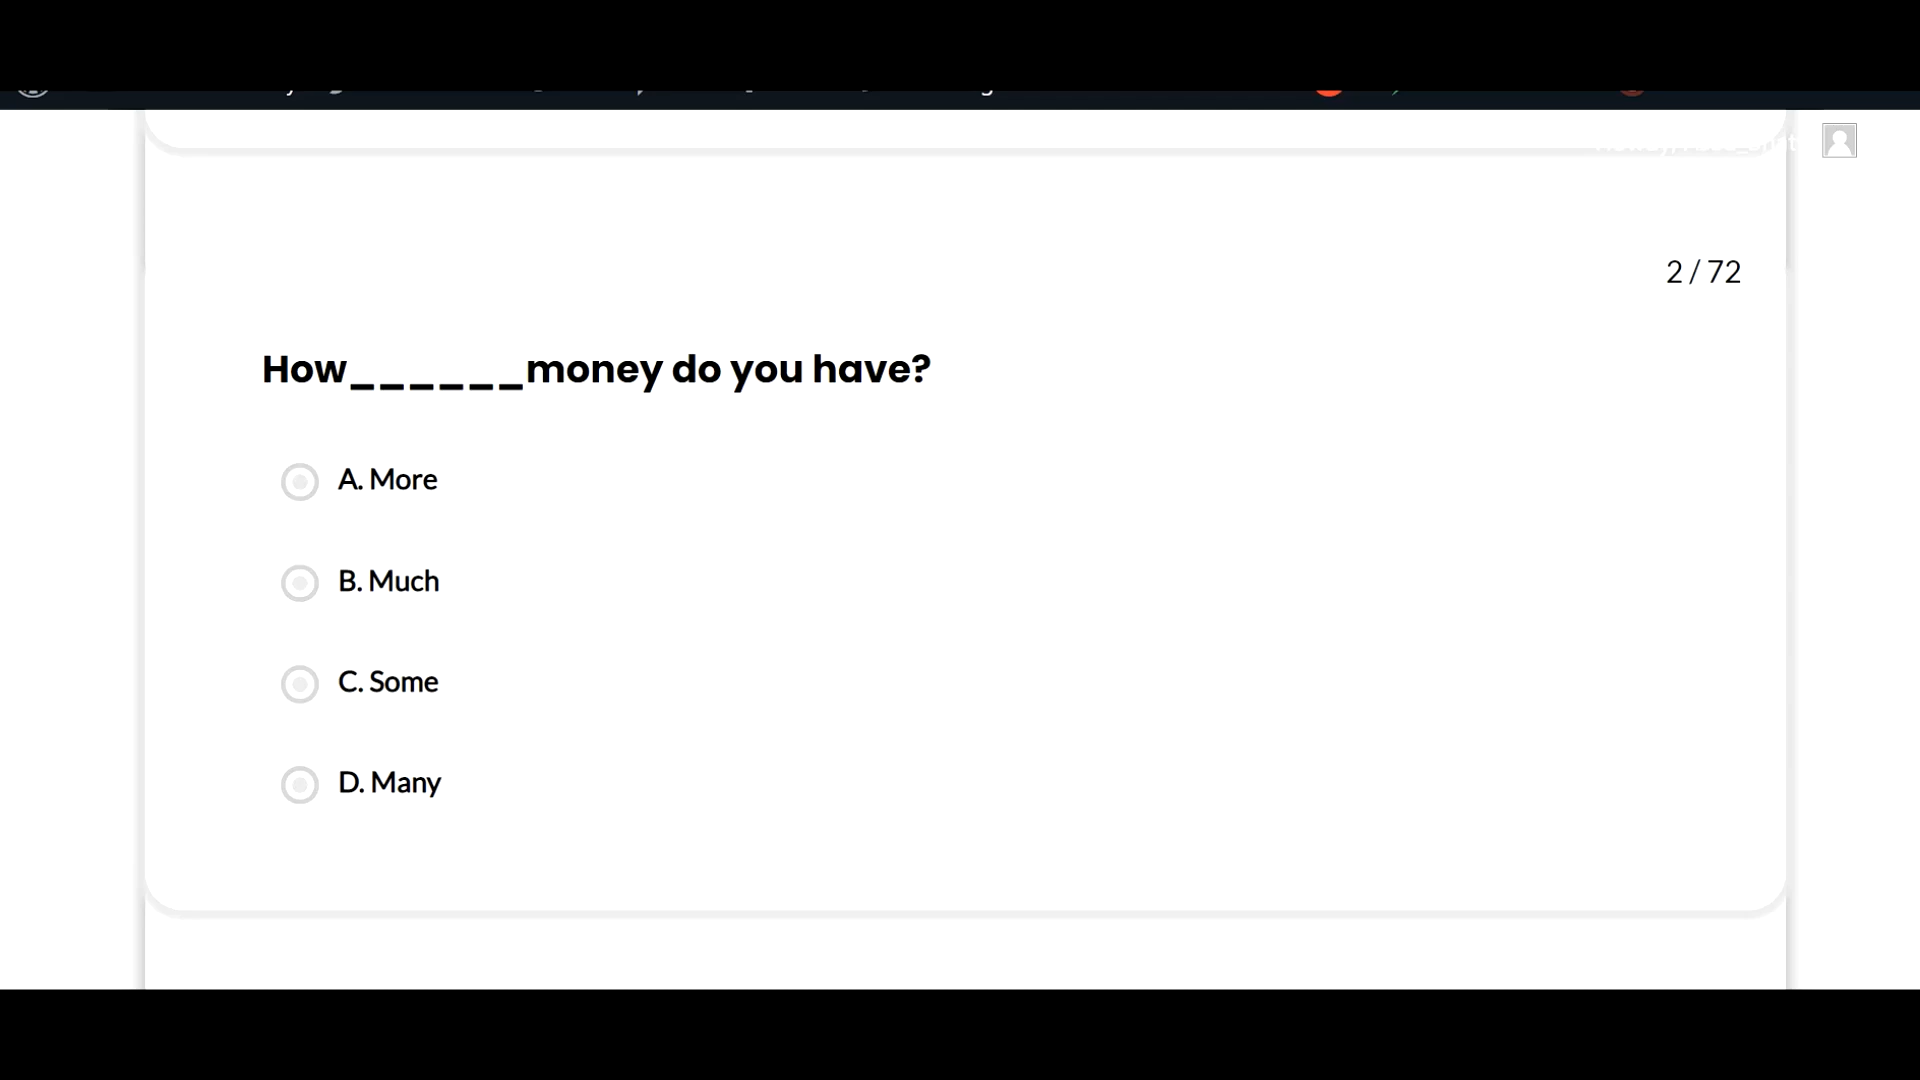 2 / 72
How______money do you have?
A. More
B. Much
C. Some
D. Many